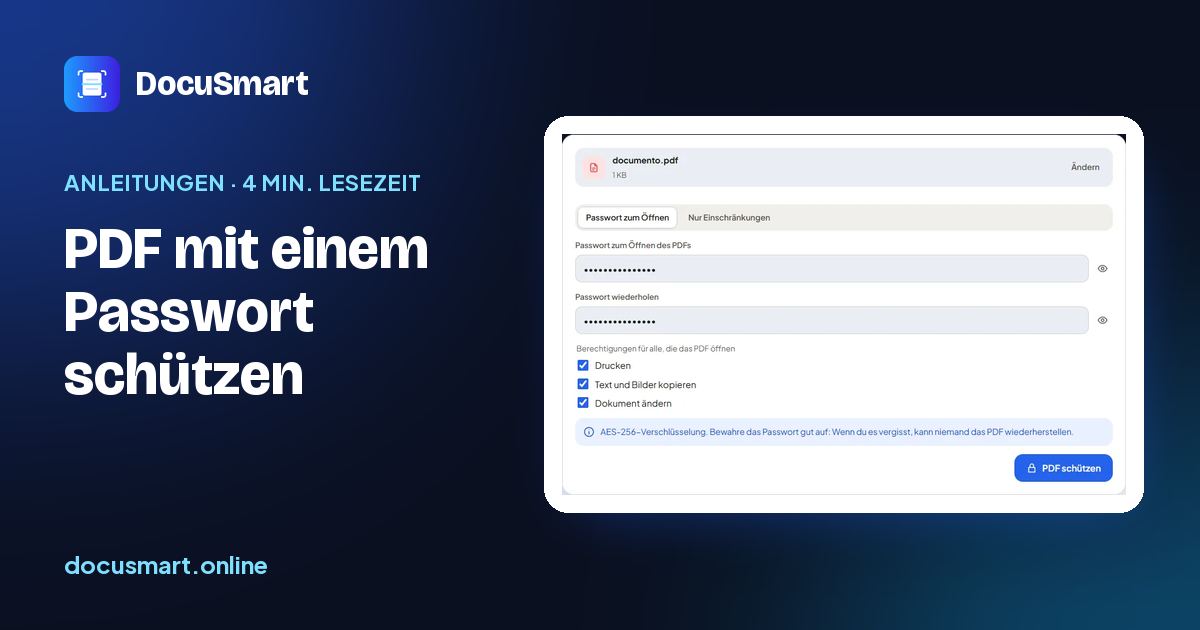 DocuSmart
ANLEITUNGEN · 4 MIN. LESEZEIT
PDF mit einem
Passwort
schützen
docusmart.online
documento.pdf
1 KB
Ändern
Passwort zum Öffnen
Nur Einschränkungen
Passwort zum Öffnen des PDFs
•••••••••••••••
Passwort wiederholen
•••••••••••••••
Berechtigungen für alle, die das PDF öffnen
Drucken
Text und Bilder kopieren
Dokument ändern
AES-256-Verschlüsselung. Bewahre das Passwort gut auf: Wenn du es vergisst, kann niemand das PDF wiederherstellen.
PDF schützen